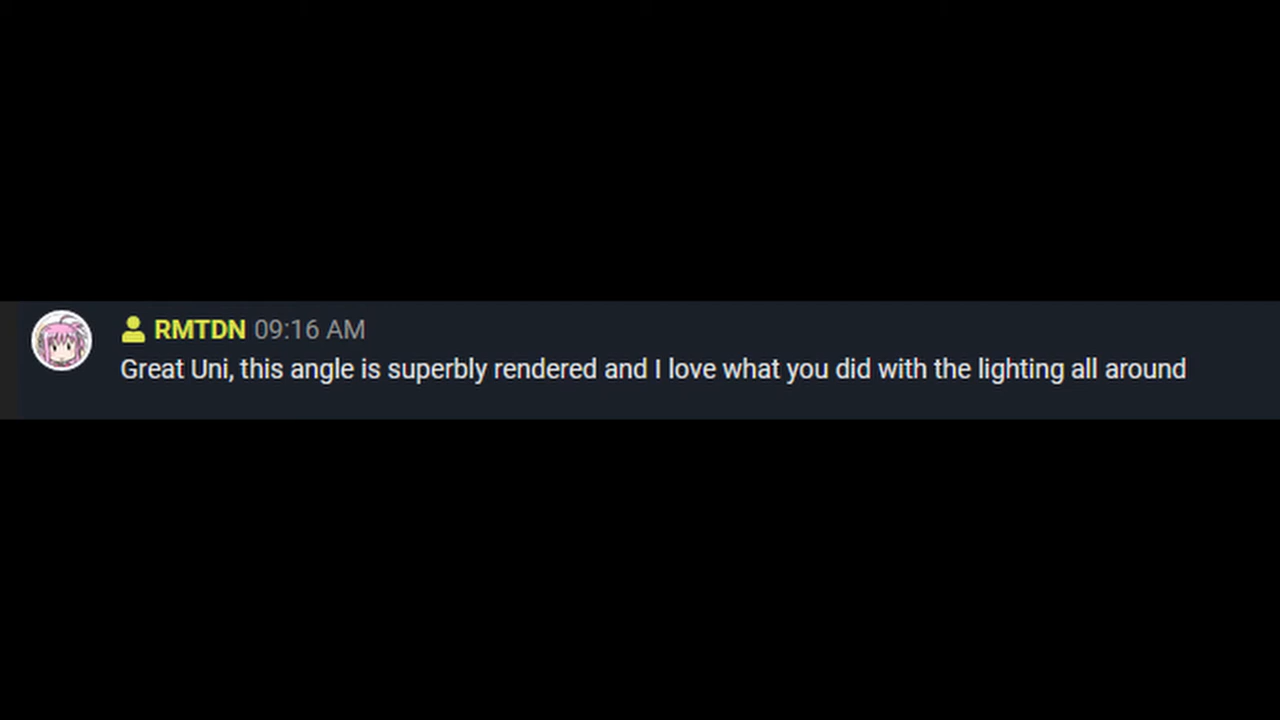 RMTDN 09:16 AM
Great Uni, this angle is superbly rendered and I love what you did with the lighting all around